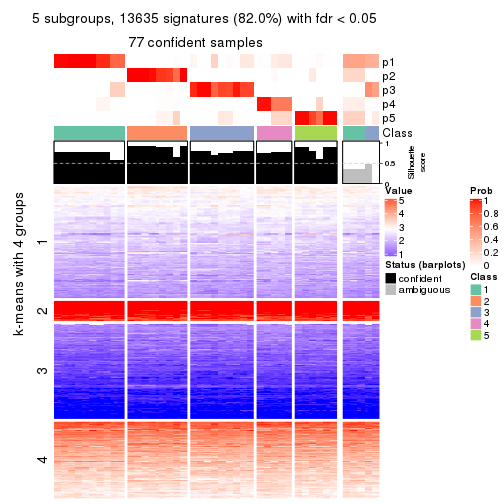 5 subgroups, 13635 signatures (82.0%) with fdr < 0.05
77 confident samples
p1
p2
p3
p4
p5
Class
1
0.5
0
Silhouette
score
k-means with 4 groups
1
2
3
4
Value
5
4
3
2
1
Status (barplots)
confident
ambiguous
Prob
1
0.8
0.6
0.4
0.2
0
Class
1
2
3
4
5